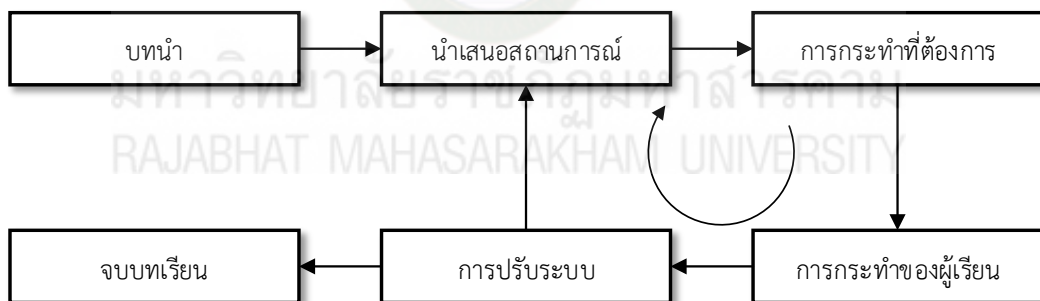 บทนำ
นำเสนอสถานการณ์
การกระทำที่ต้องการ
มหาวิทยาลัยราชภัฏมหาสารคาม
RAJABHAT MAHASARAKHAM UNIVERSITY
จบบทเรียน
การปรับระบบ
การกระทำของผู้เรียน